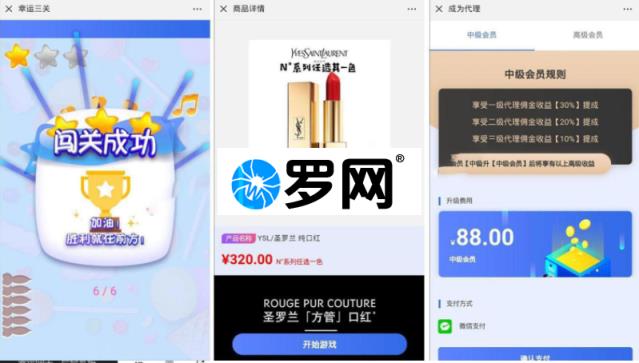 × 幸运三关 ...
闯关成功
加油!
胜利就在前方!
6/6
× 商品详情 ...
YVES SAINT LAURENT
N°系列任选其一色
罗网®
产品名称 YSL/圣罗兰 纯口红
¥320.00 N°系列任选一色
ROUGE PUR COUTURE
圣罗兰「方管」口红*
开始游戏
× 成为代理 ...
中级会员 高级会员
中级会员规则
享受一级代理佣金收益【30%】提成
享受二级代理佣金收益【20%】提成
享受三级代理佣金收益【10%】提成
会员【中级升【中级会员】后将享有以上高级收益
升级费用
¥88.00
中级会员
支付方式
微信支付
确认支付